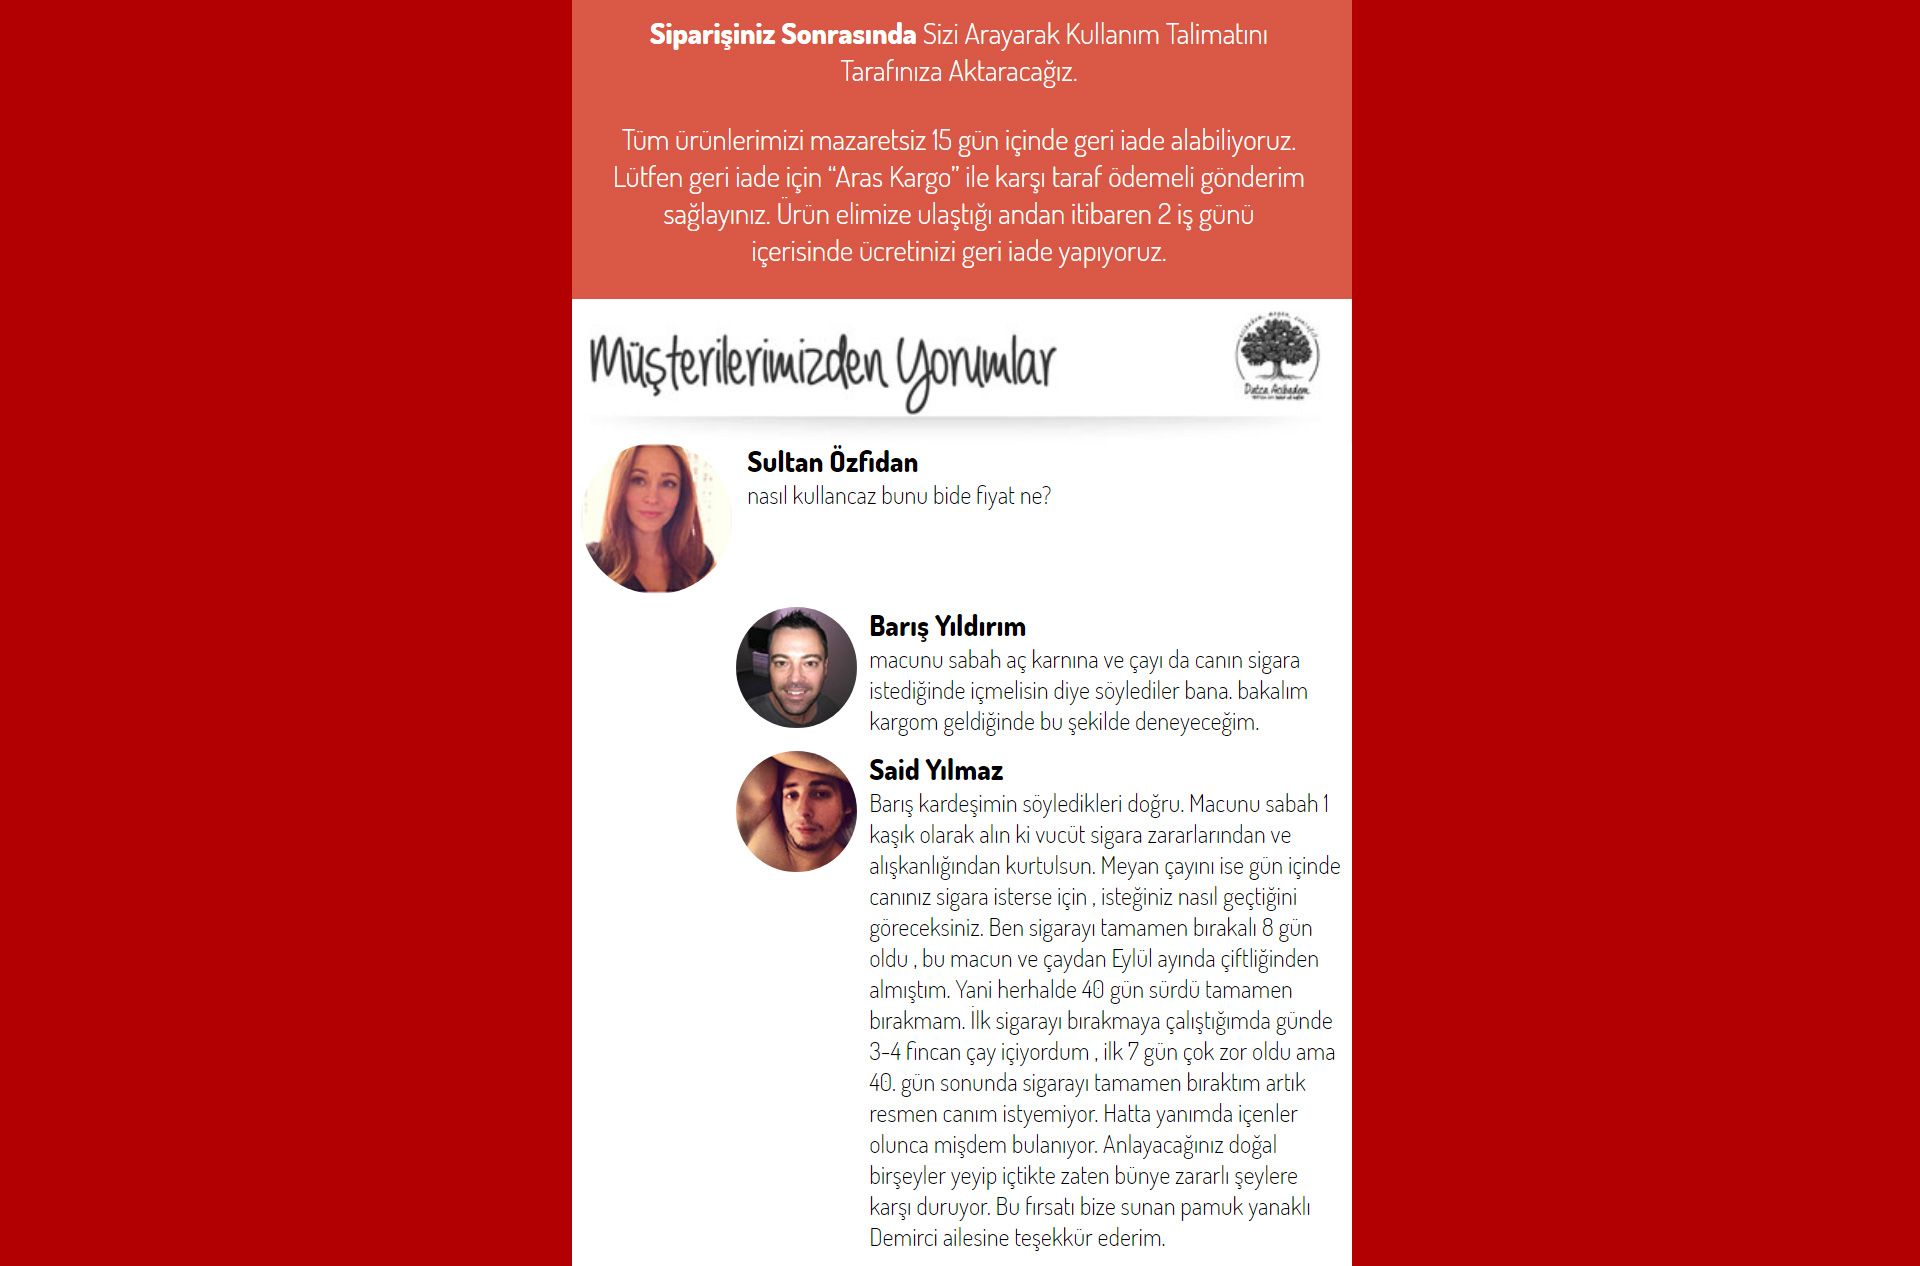 Siparişiniz Sonrasında Sizi Arayarak Kullanım Talimatını
Tarafınıza Aktaracağız.
Tüm ürünlerimizi mazaretsiz 15 gün içinde geri iade alabiliyoruz.
Lütfen geri iade için “Aras Kargo” ile karşı taraf ödemeli gönderim
sağlayınız. Ürün elimize ulaştığı andan itibaren 2 iş günü
içerisinde ücretinizi geri iade yapıyoruz.
Müşterilerimizden Yorumlar
Datça Acıbadem
Sultan Özfıdan
nasıl kullancaz bunu bide fiyat ne?
Barış Yıldırım
macunu sabah aç karnına ve çayı da canın sigara
istediğinde içmelisin diye söylediler bana. bakalım
kargom geldiğinde bu şekilde deneyeceğim.
Said Yılmaz
Barış kardeşimin söyledikleri doğru. Macunu sabah 1
kaşık olarak alın ki vucüt sigara zararlarından ve
alışkanlığından kurtulsun. Meyan çayını ise gün içinde
canınız sigara isterse için , isteğiniz nasıl geçtiğini
göreceksiniz. Ben sigarayı tamamen bırakalı 8 gün
oldu , bu macun ve çaydan Eylül ayında çiftliğinden
almıştım. Yani herhalde 40 gün sürdü tamamen
bırakmam. İlk sigarayı bırakmaya çalıştığımda günde
3-4 fincan çay içiyordum , ilk 7 gün çok zor oldu ama
40. gün sonunda sigarayı tamamen bıraktım artık
resmen canım istyemiyor. Hatta yanımda içenler
olunca mişdem bulanıyor. Anlayacağınız doğal
birşeyler yeyip içtikte zaten bünye zararlı şeylere
karşı duruyor. Bu fırsatı bize sunan pamuk yanaklı
Demirci ailesine teşekkür ederim.